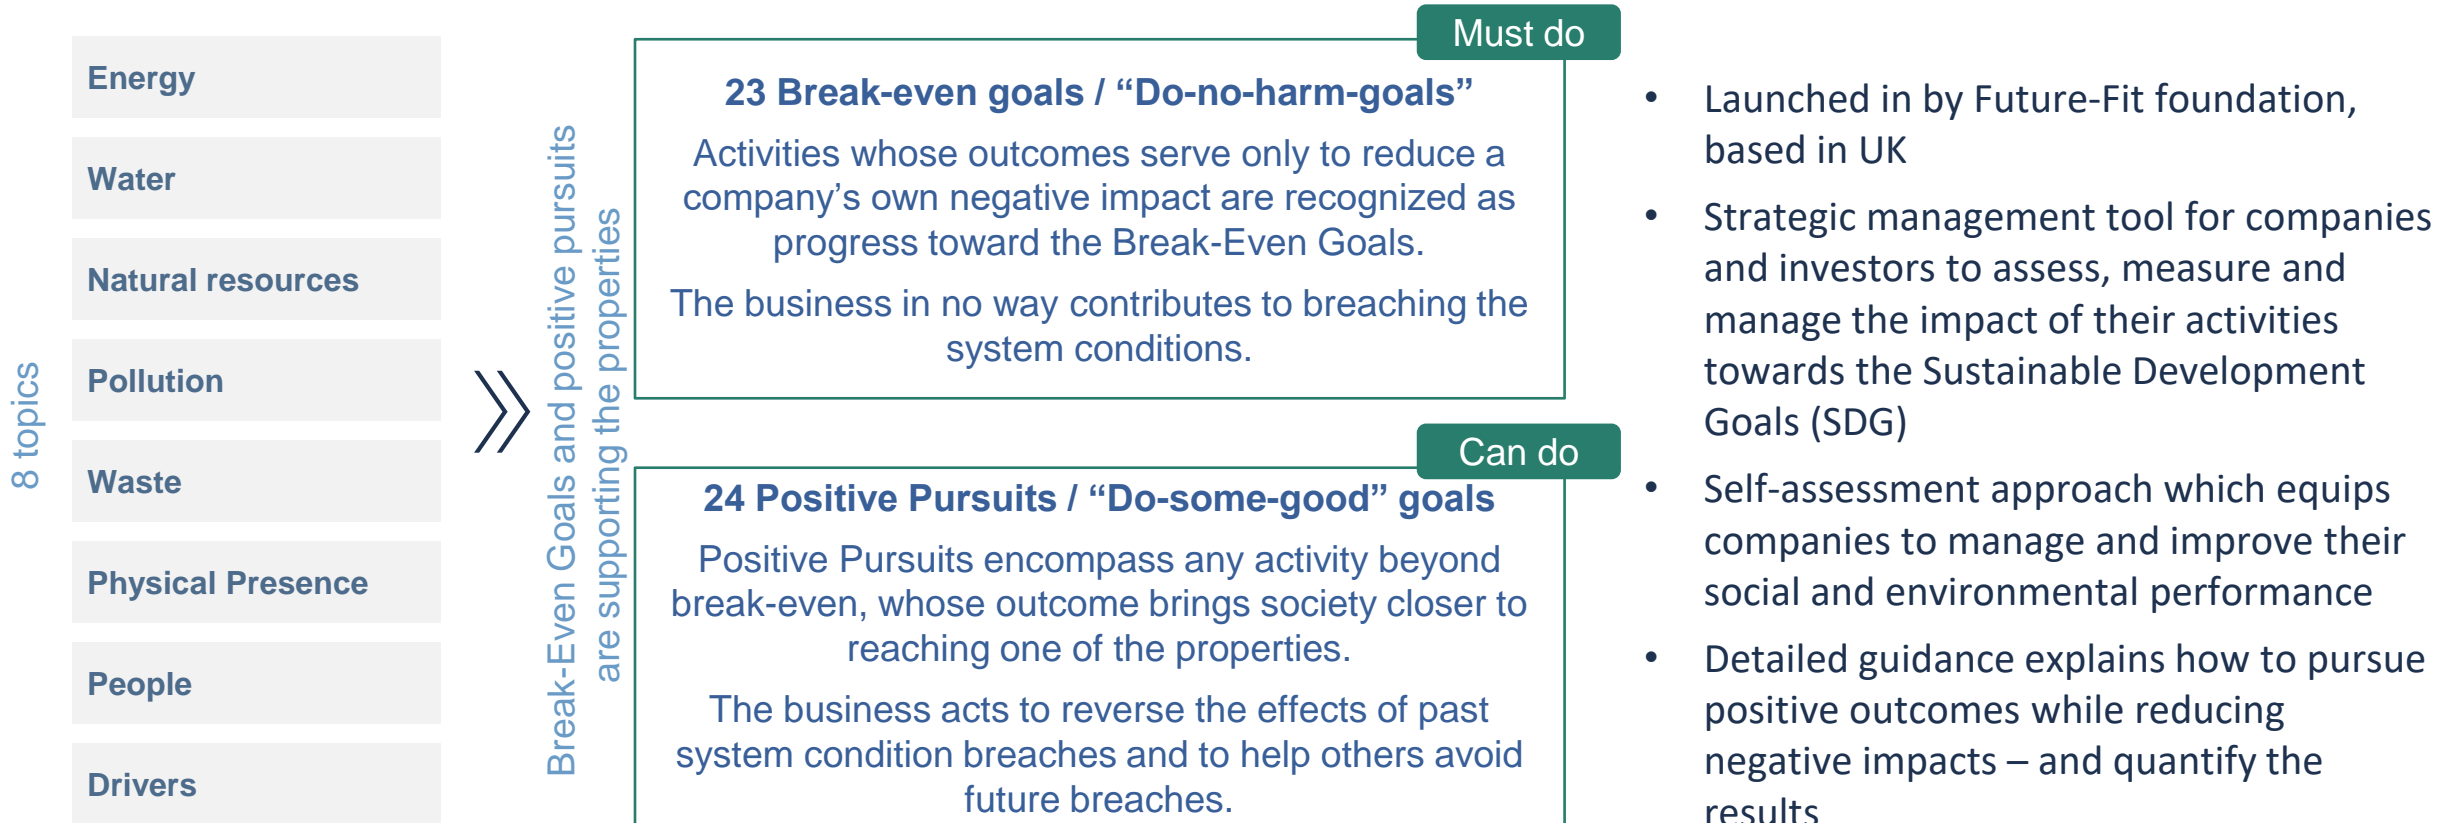 8 topics
Energy
Water
Natural resources
Pollution
Waste
Physical Presence
People
Drivers
Break-Even Goals and positive pursuits
are supporting the properties
Must do
23 Break-even goals / “Do-no-harm-goals”
Activities whose outcomes serve only to reduce a
company’s own negative impact are recognized as
progress toward the Break-Even Goals.
The business in no way contributes to breaching the
system conditions.
Can do
24 Positive Pursuits / “Do-some-good” goals
Positive Pursuits encompass any activity beyond
break-even, whose outcome brings society closer to
reaching one of the properties.
The business acts to reverse the effects of past
system condition breaches and to help others avoid
future breaches.
• Launched in by Future-Fit foundation,
based in UK
• Strategic management tool for companies
and investors to assess, measure and
manage the impact of their activities
towards the Sustainable Development
Goals (SDG)
• Self-assessment approach which equips
companies to manage and improve their
social and environmental performance
• Detailed guidance explains how to pursue
positive outcomes while reducing
negative impacts – and quantify the
results